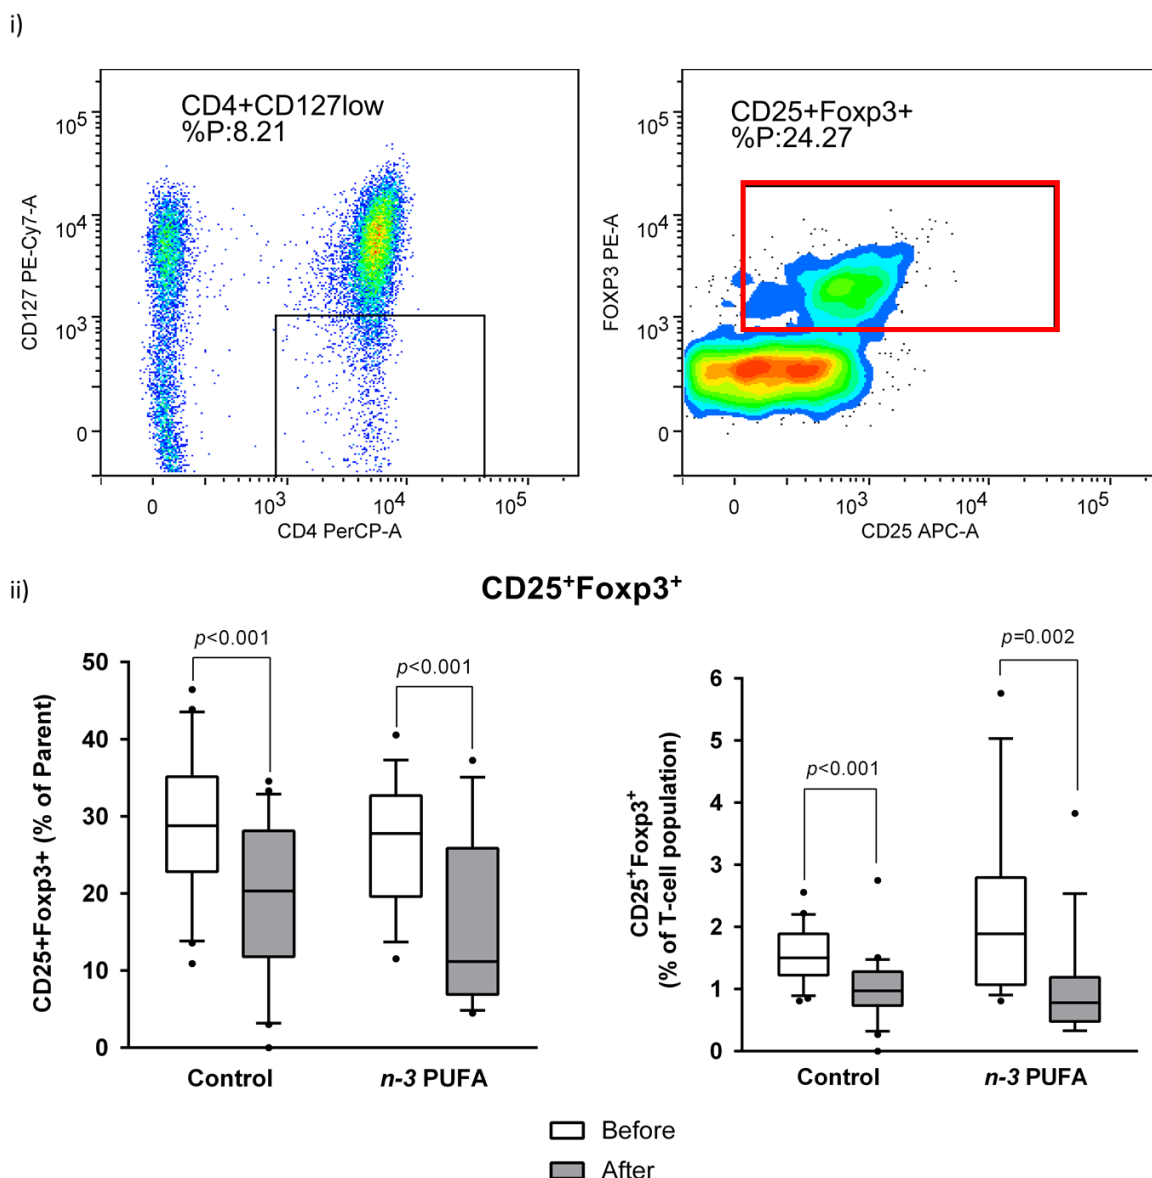 i)
CD4+CD127low
%P:8.21
10^5
10^4
10^3
0
CD127 PE-Cy7-A
0
10^3
10^4
10^5
CD4 PerCP-A
CD25+Foxp3+
%P:24.27
10^5
10^4
10^3
0
FOXP3 PE-A
0
10^3
10^4
10^5
CD25 APC-A
ii)
CD25⁺Foxp3⁺
p<0.001
p<0.001
50
40
30
20
10
0
CD25+Foxp3+ (% of Parent)
Control
n-3 PUFA
p=0.002
p<0.001
6
5
4
3
2
1
0
CD25⁺Foxp3⁺
(% of T-cell population)
Control
n-3 PUFA
Before
After